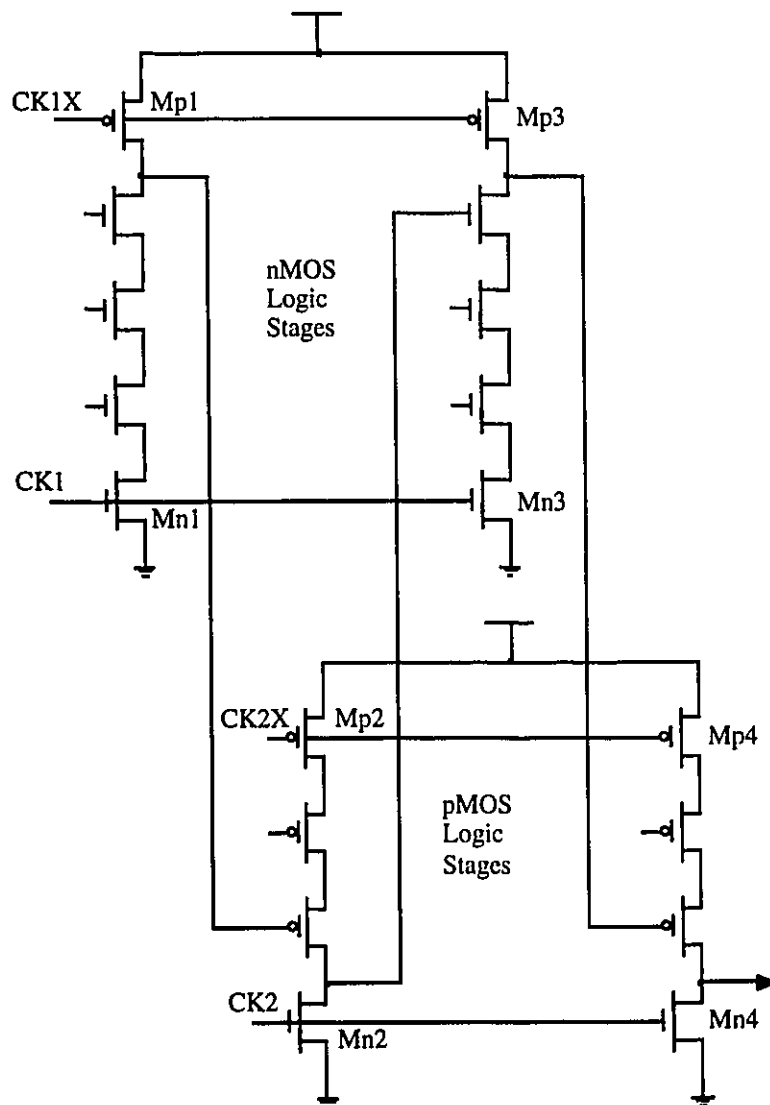 CK1X
Mp1
Mp3
nMOS
Logic
Stages
CK1
Mn1
Mn3
CK2X
Mp2
Mp4
pMOS
Logic
Stages
CK2
Mn2
Mn4